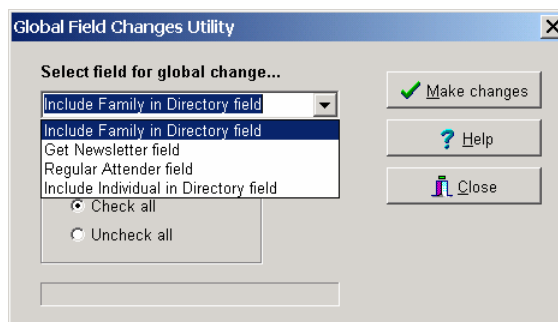 Global Field Changes Utility
Select field for global change...
Include Family in Directory field
Include Family in Directory field
Get Newsletter field
Regular Attender field
Include Individual in Directory field
Check all
Uncheck all
Make changes
Help
Close